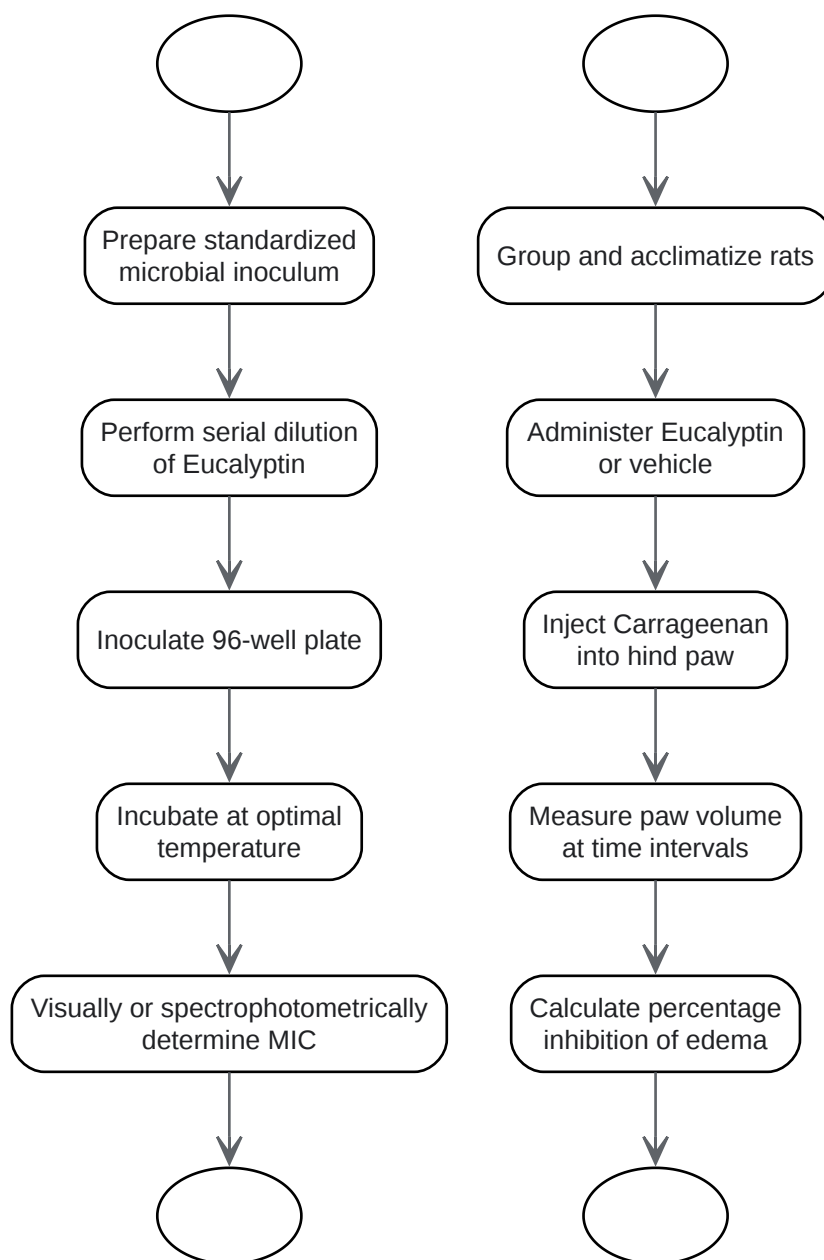 Prepare standardized
microbial inoculum
Perform serial dilution
of Eucalyptin
Inoculate 96-well plate
Incubate at optimal
temperature
Visually or spectrophotometrically
determine MIC
Group and acclimatize rats
Administer Eucalyptin
or vehicle
Inject Carrageenan
into hind paw
Measure paw volume
at time intervals
Calculate percentage
inhibition of edema